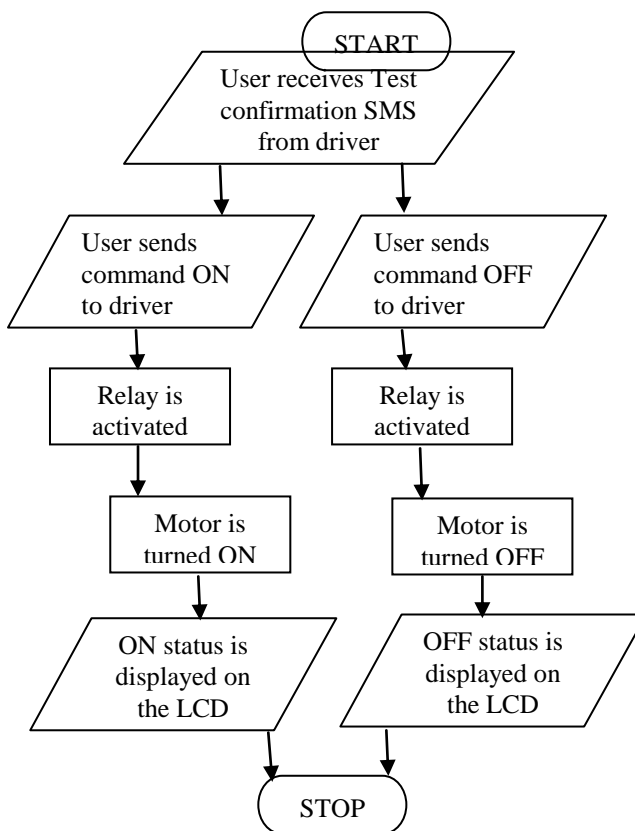 START
User receives Test
confirmation SMS
from driver
User sends
command ON
to driver
User sends
command OFF
to driver
Relay is
activated
Relay is
activated
Motor is
turned ON
Motor is
turned OFF
ON status is
displayed on
the LCD
OFF status is
displayed on
the LCD
STOP